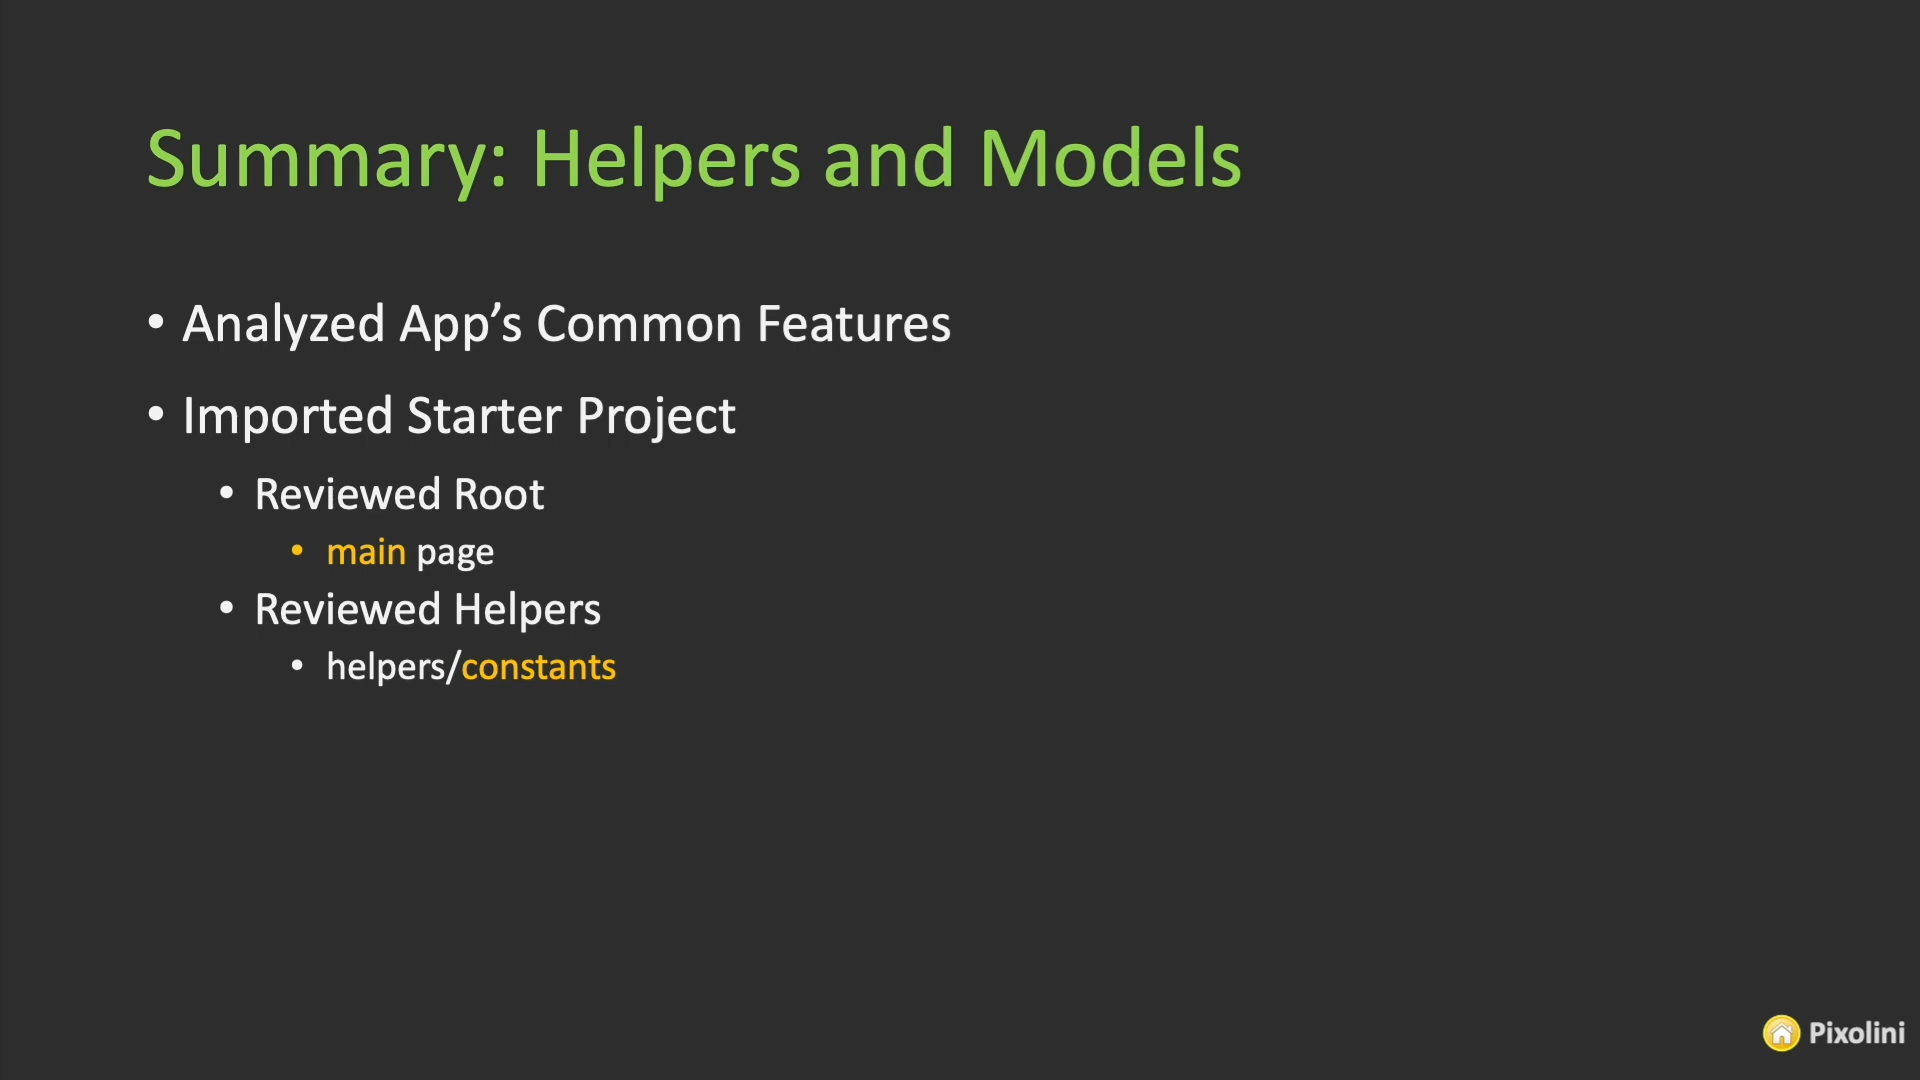 Summary: Helpers and Models
• Analyzed App’s Common Features
• Imported Starter Project
• Reviewed Root
• main page
• Reviewed Helpers
• helpers/constants
Pixolini